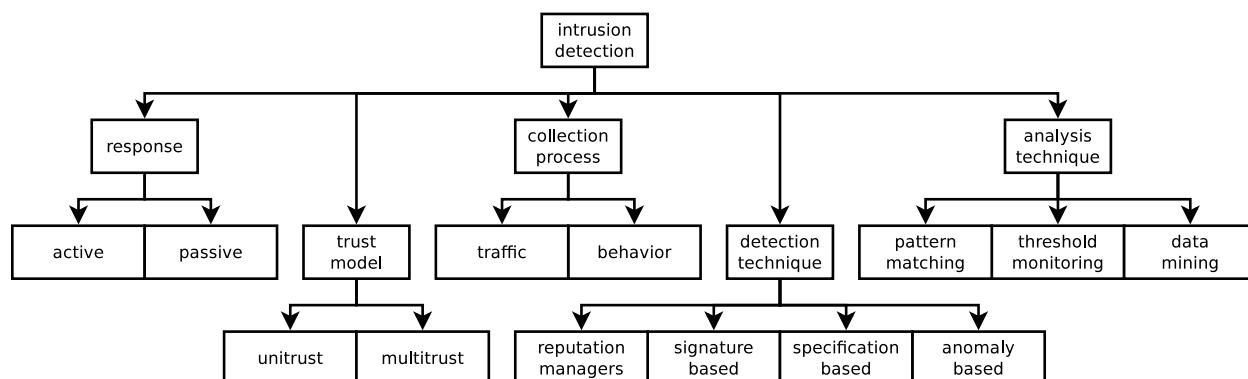 intrusion
detection
response
collection
process
analysis
technique
active
passive
trust
model
traffic
behavior
detection
technique
pattern
matching
threshold
monitoring
data
mining
unitrust
multitrust
reputation
managers
signature
based
specification
based
anomaly
based